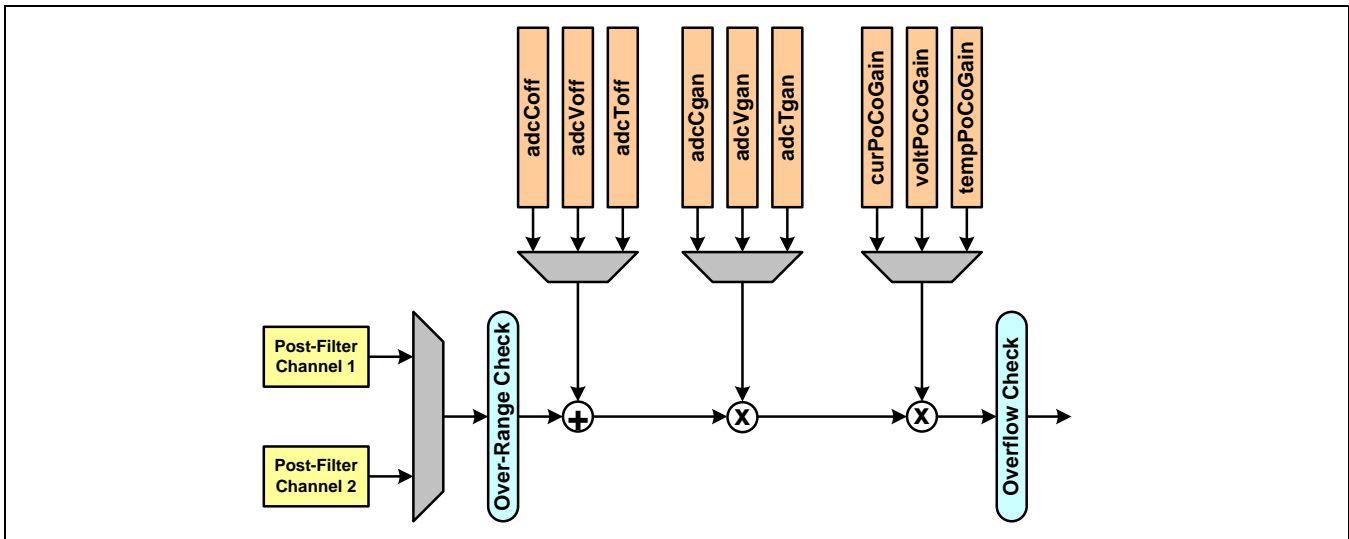 adcCoff
adcVoff
adcToff
adcCgan
adcVgan
adcTgan
curPoCoGain
voltPoCoGain
tempPoCoGain
Post-Filter
Channel 1
Post-Filter
Channel 2
Over-Range Check
+
X
X
Overflow Check